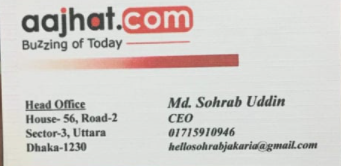 aajhat.com
Buzzing of Today
Head Office
House- 56, Road-2
Sector-3, Uttara
Dhaka-1230
Md. Sohrab Uddin
CEO
01715910946
hellosohrabjakaria@gmail.com